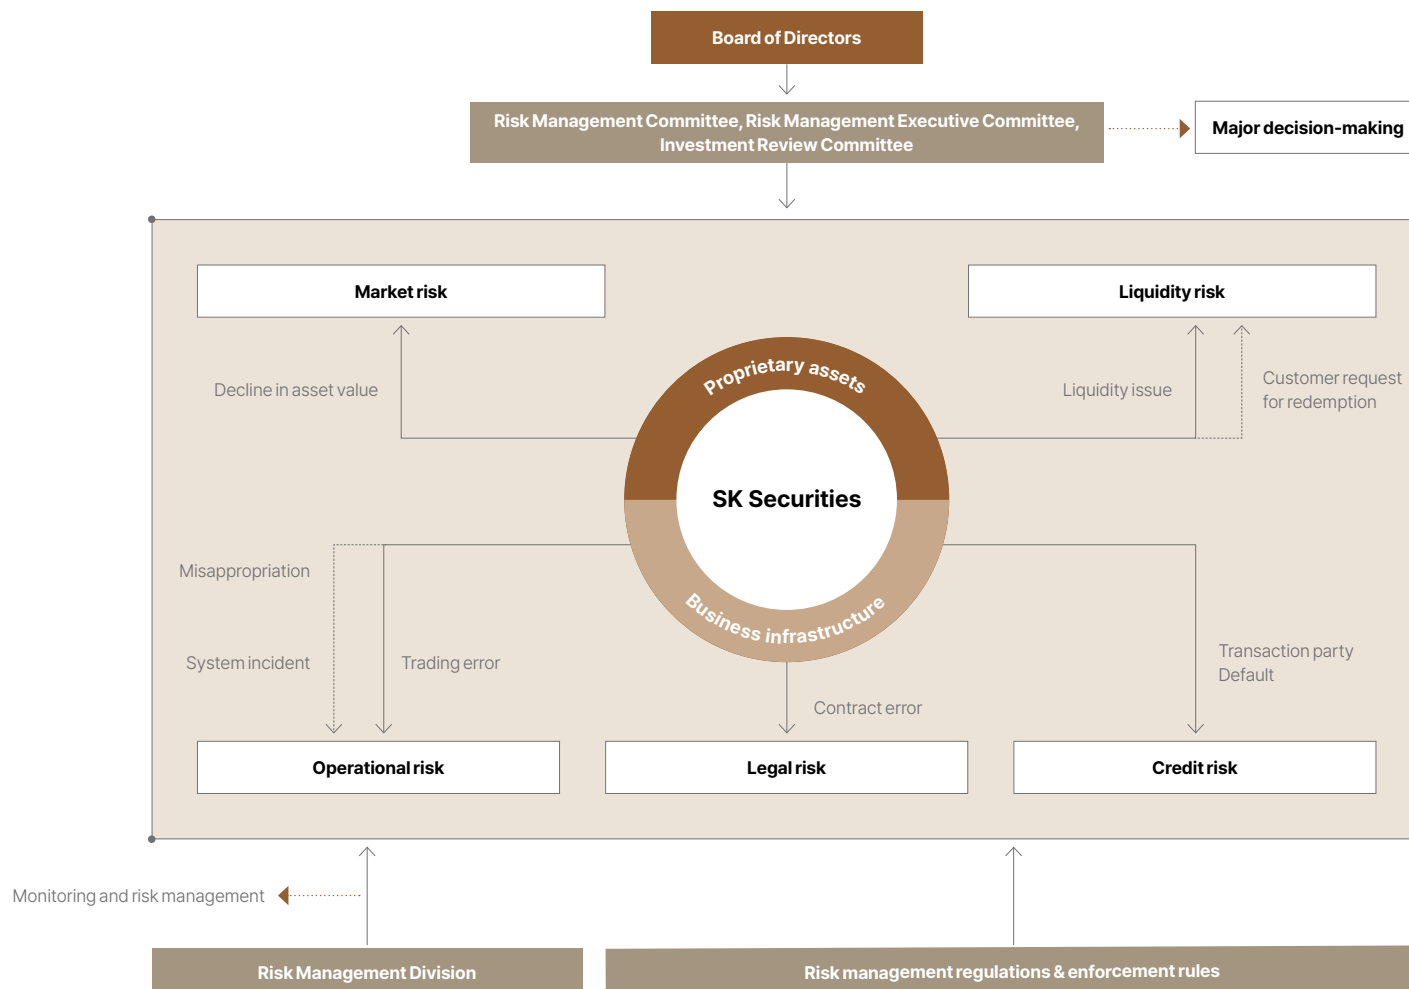 Board of Directors
Risk Management Committee, Risk Management Executive Committee,
Investment Review Committee
Major decision-making
Market risk
Liquidity risk
Decline in asset value
Proprietary assets
Liquidity issue
Customer request
for redemption
SK Securities
Misappropriation
Business infrastructure
System incident
Trading error
Transaction party
Default
Contract error
Operational risk
Legal risk
Credit risk
Monitoring and risk management
Risk Management Division
Risk management regulations & enforcement rules